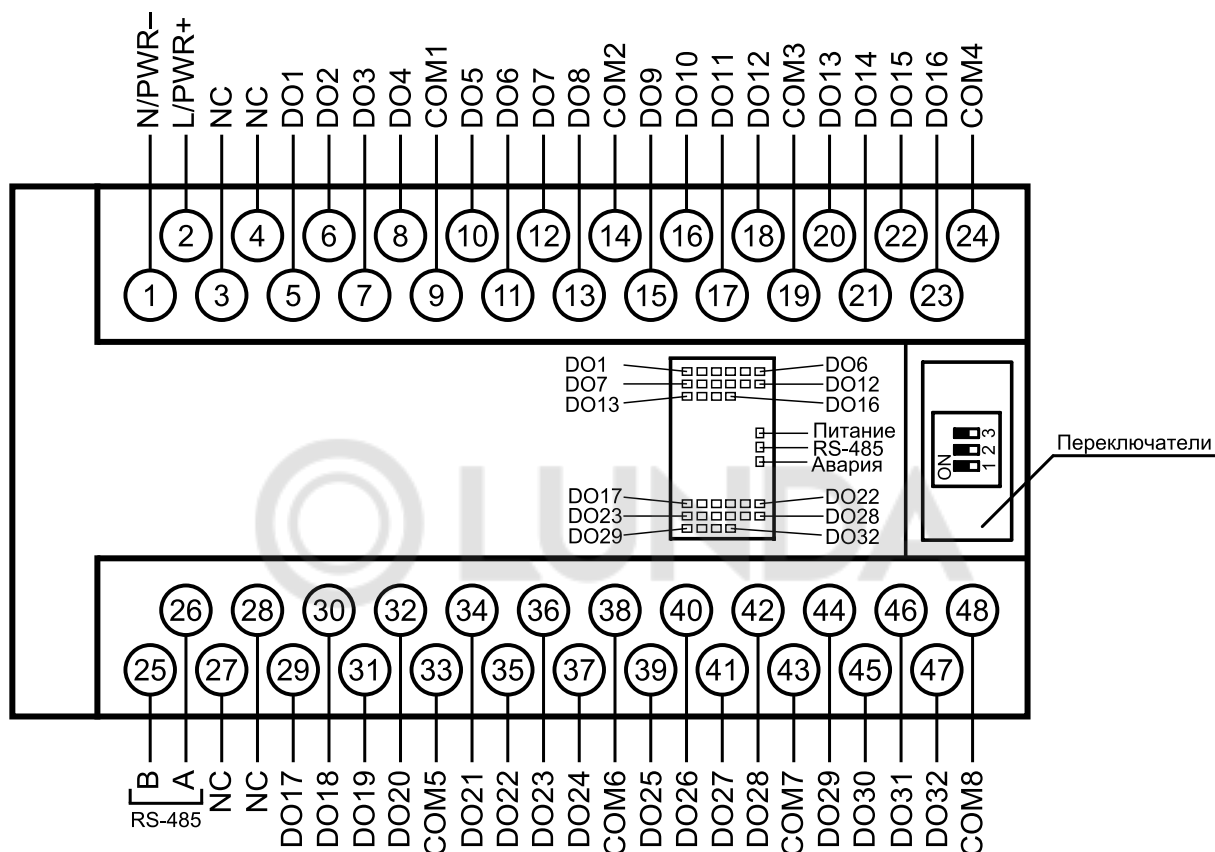 N/PWR–
L/PWR+
NC
NC
DO1
DO2
DO3
DO4
COM1
DO5
DO6
DO7
DO8
COM2
DO9
DO10
DO11
DO12
COM3
DO13
DO14
DO15
DO16
COM4
2 4 6 8 10 12 14 16 18 20 22 24
1 3 5 7 9 11 13 15 17 19 21 23
DO1 DO6
DO7 DO12
DO13 DO16
Питание
RS-485
Авария
DO17 DO22
DO23 DO28
DO29 DO32
ON
1 2 3
Переключатели
LUNDA
26 28 30 32 34 36 38 40 42 44 46 48
25 27 29 31 33 35 37 39 41 43 45 47
B
A
RS-485
NC
NC
DO17
DO18
DO19
DO20
COM5
DO21
DO22
DO23
DO24
COM6
DO25
DO26
DO27
DO28
COM7
DO29
DO30
DO31
DO32
COM8